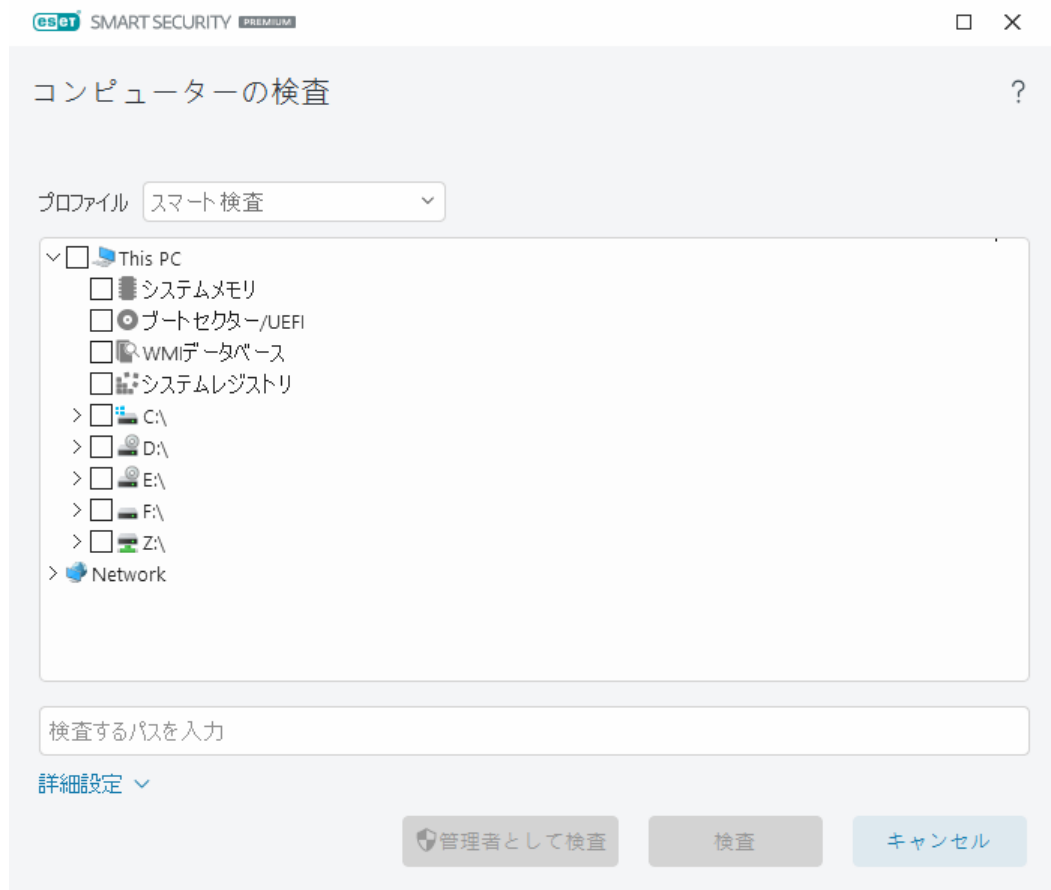 eset SMART SECURITY PREMIUM
コンピューターの検査
?
プロファイル スマート検査
This PC
システムメモリ
ブートセクター/UEFI
WMIデータベース
システムレジストリ
C:\
D:\
E:\
F:\
Z:\
Network
検査するパスを入力
詳細設定
管理者として検査 検査 キャンセル